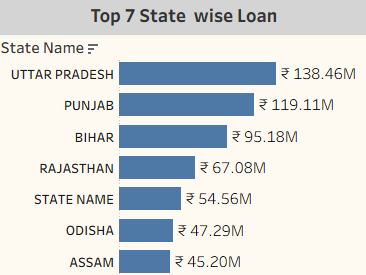 Top 7 State wise Loan
State Name
UTTAR PRADESH ₹ 138.46M
PUNJAB ₹ 119.11M
BIHAR ₹ 95.18M
RAJASTHAN ₹ 67.08M
STATE NAME ₹ 54.56M
ODISHA ₹ 47.29M
ASSAM ₹ 45.20M